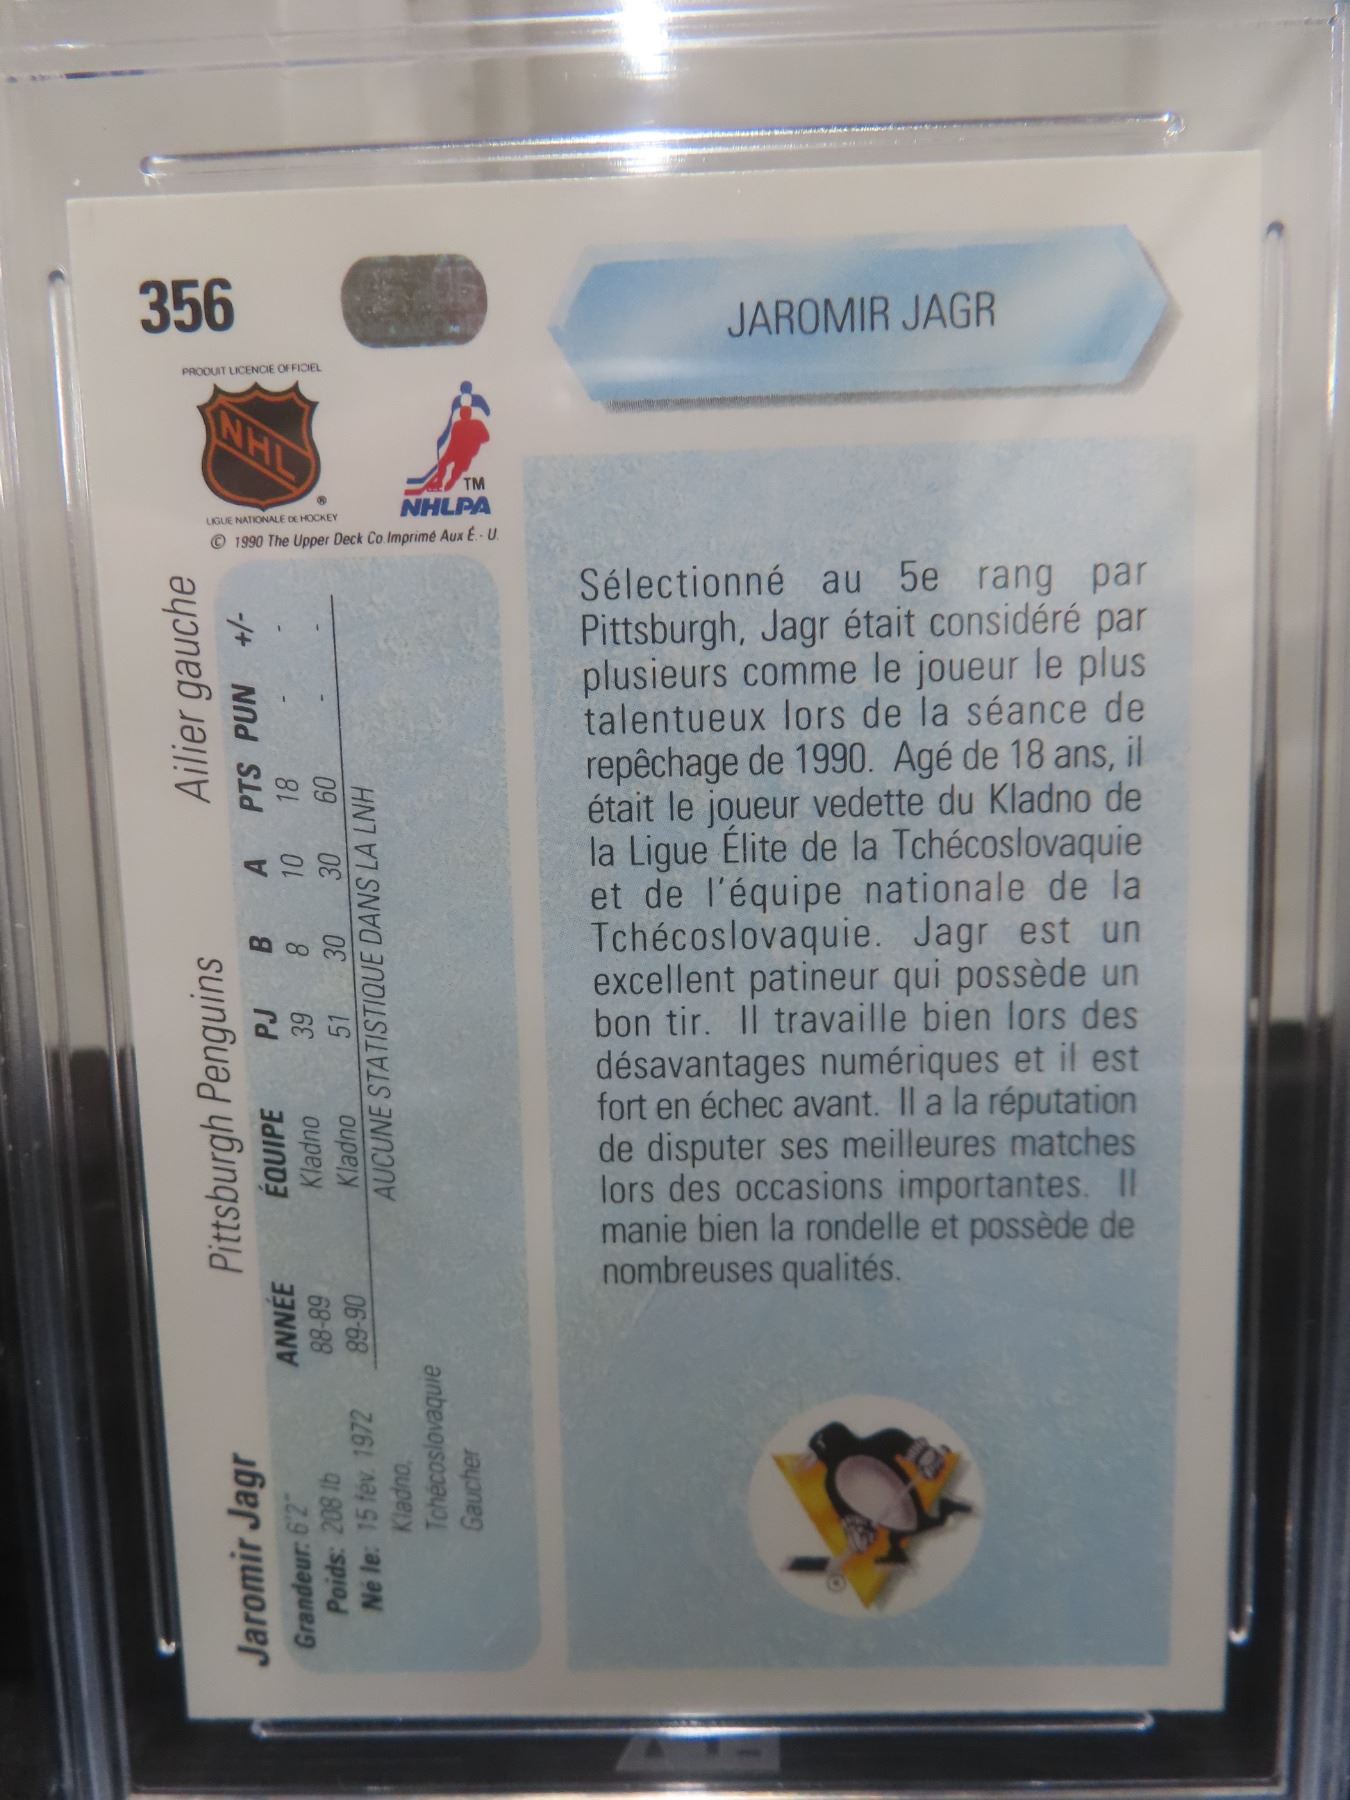 356
JAROMIR JAGR
PRODUIT LICENCIE OFFICIEL
NHL
®
LIGUE NATIONALE DE HOCKEY
TM
NHLPA
© 1990 The Upper Deck Co. Imprimé Aux É.-U.
Jaromir Jagr Pittsburgh Penguins Ailier gauche
Grandeur: 6'2"
Poids: 208 lb
Né le: 15 fév. 1972
Kladno,
Tchécoslovaquie
Gaucher
ANNÉE ÉQUIPE PJ B A PTS PUN +/-
88-89 Kladno 39 8 10 18 - -
89-90 Kladno 51 30 30 60 - -
AUCUNE STATISTIQUE DANS LA LNH
Sélectionné au 5e rang par
Pittsburgh, Jagr était considéré par
plusieurs comme le joueur le plus
talentueux lors de la séance de
repêchage de 1990. Agé de 18 ans, il
était le joueur vedette du Kladno de
la Ligue Élite de la Tchécoslovaquie
et de l'équipe nationale de la
Tchécoslovaquie. Jagr est un
excellent patineur qui possède un
bon tir. Il travaille bien lors des
désavantages numériques et il est
fort en échec avant. Il a la réputation
de disputer ses meilleures matches
lors des occasions importantes. Il
manie bien la rondelle et possède de
nombreuses qualités.
®